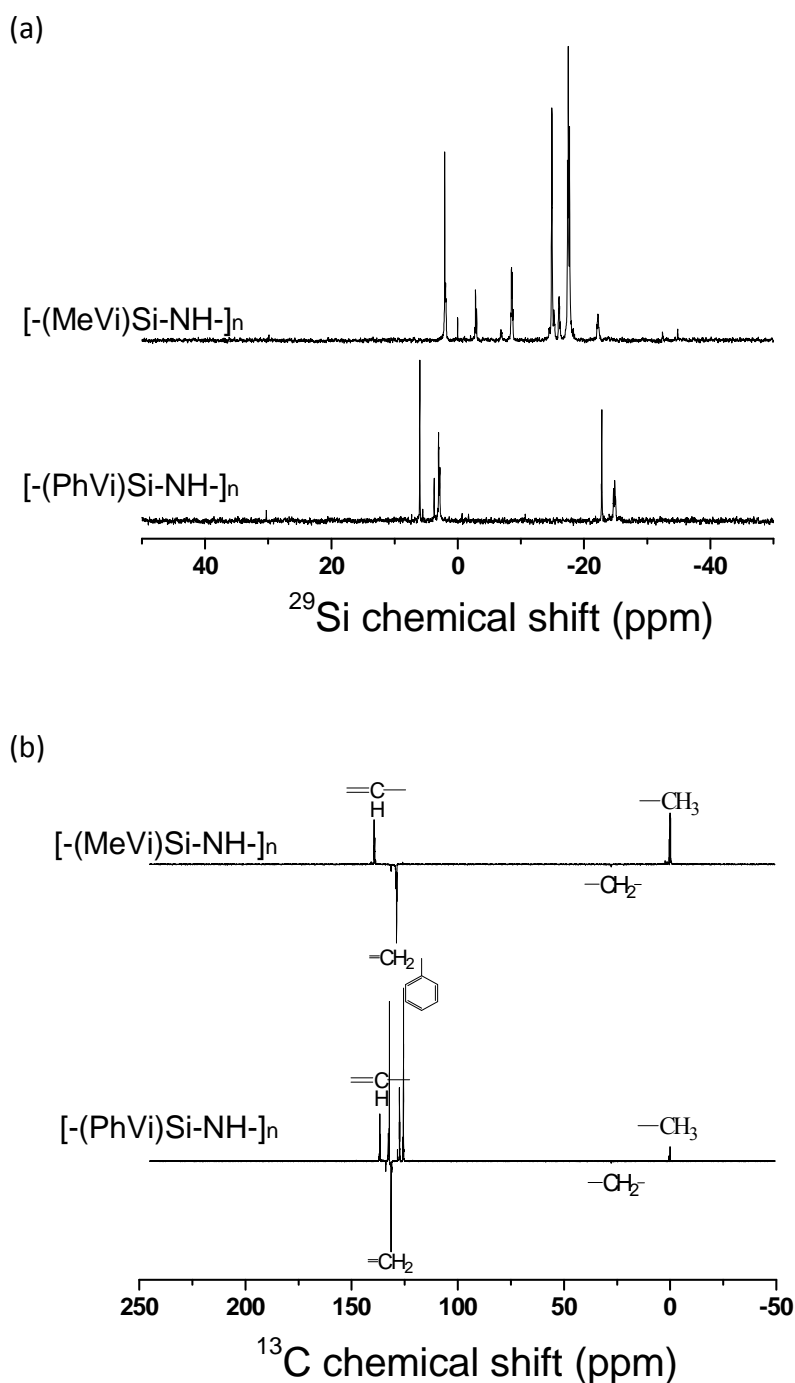 (a)
[-(MeVi)Si-NH-]n
[-(PhVi)Si-NH-]n
40 20 0 -20 -40
29Si chemical shift (ppm)
(b)
=CH-
-CH3
[-(MeVi)Si-NH-]n
-CH2-
=CH2
=CH-
[-(PhVi)Si-NH-]n
-CH3
-CH2-
=CH2
250 200 150 100 50 0 -50
13C chemical shift (ppm)